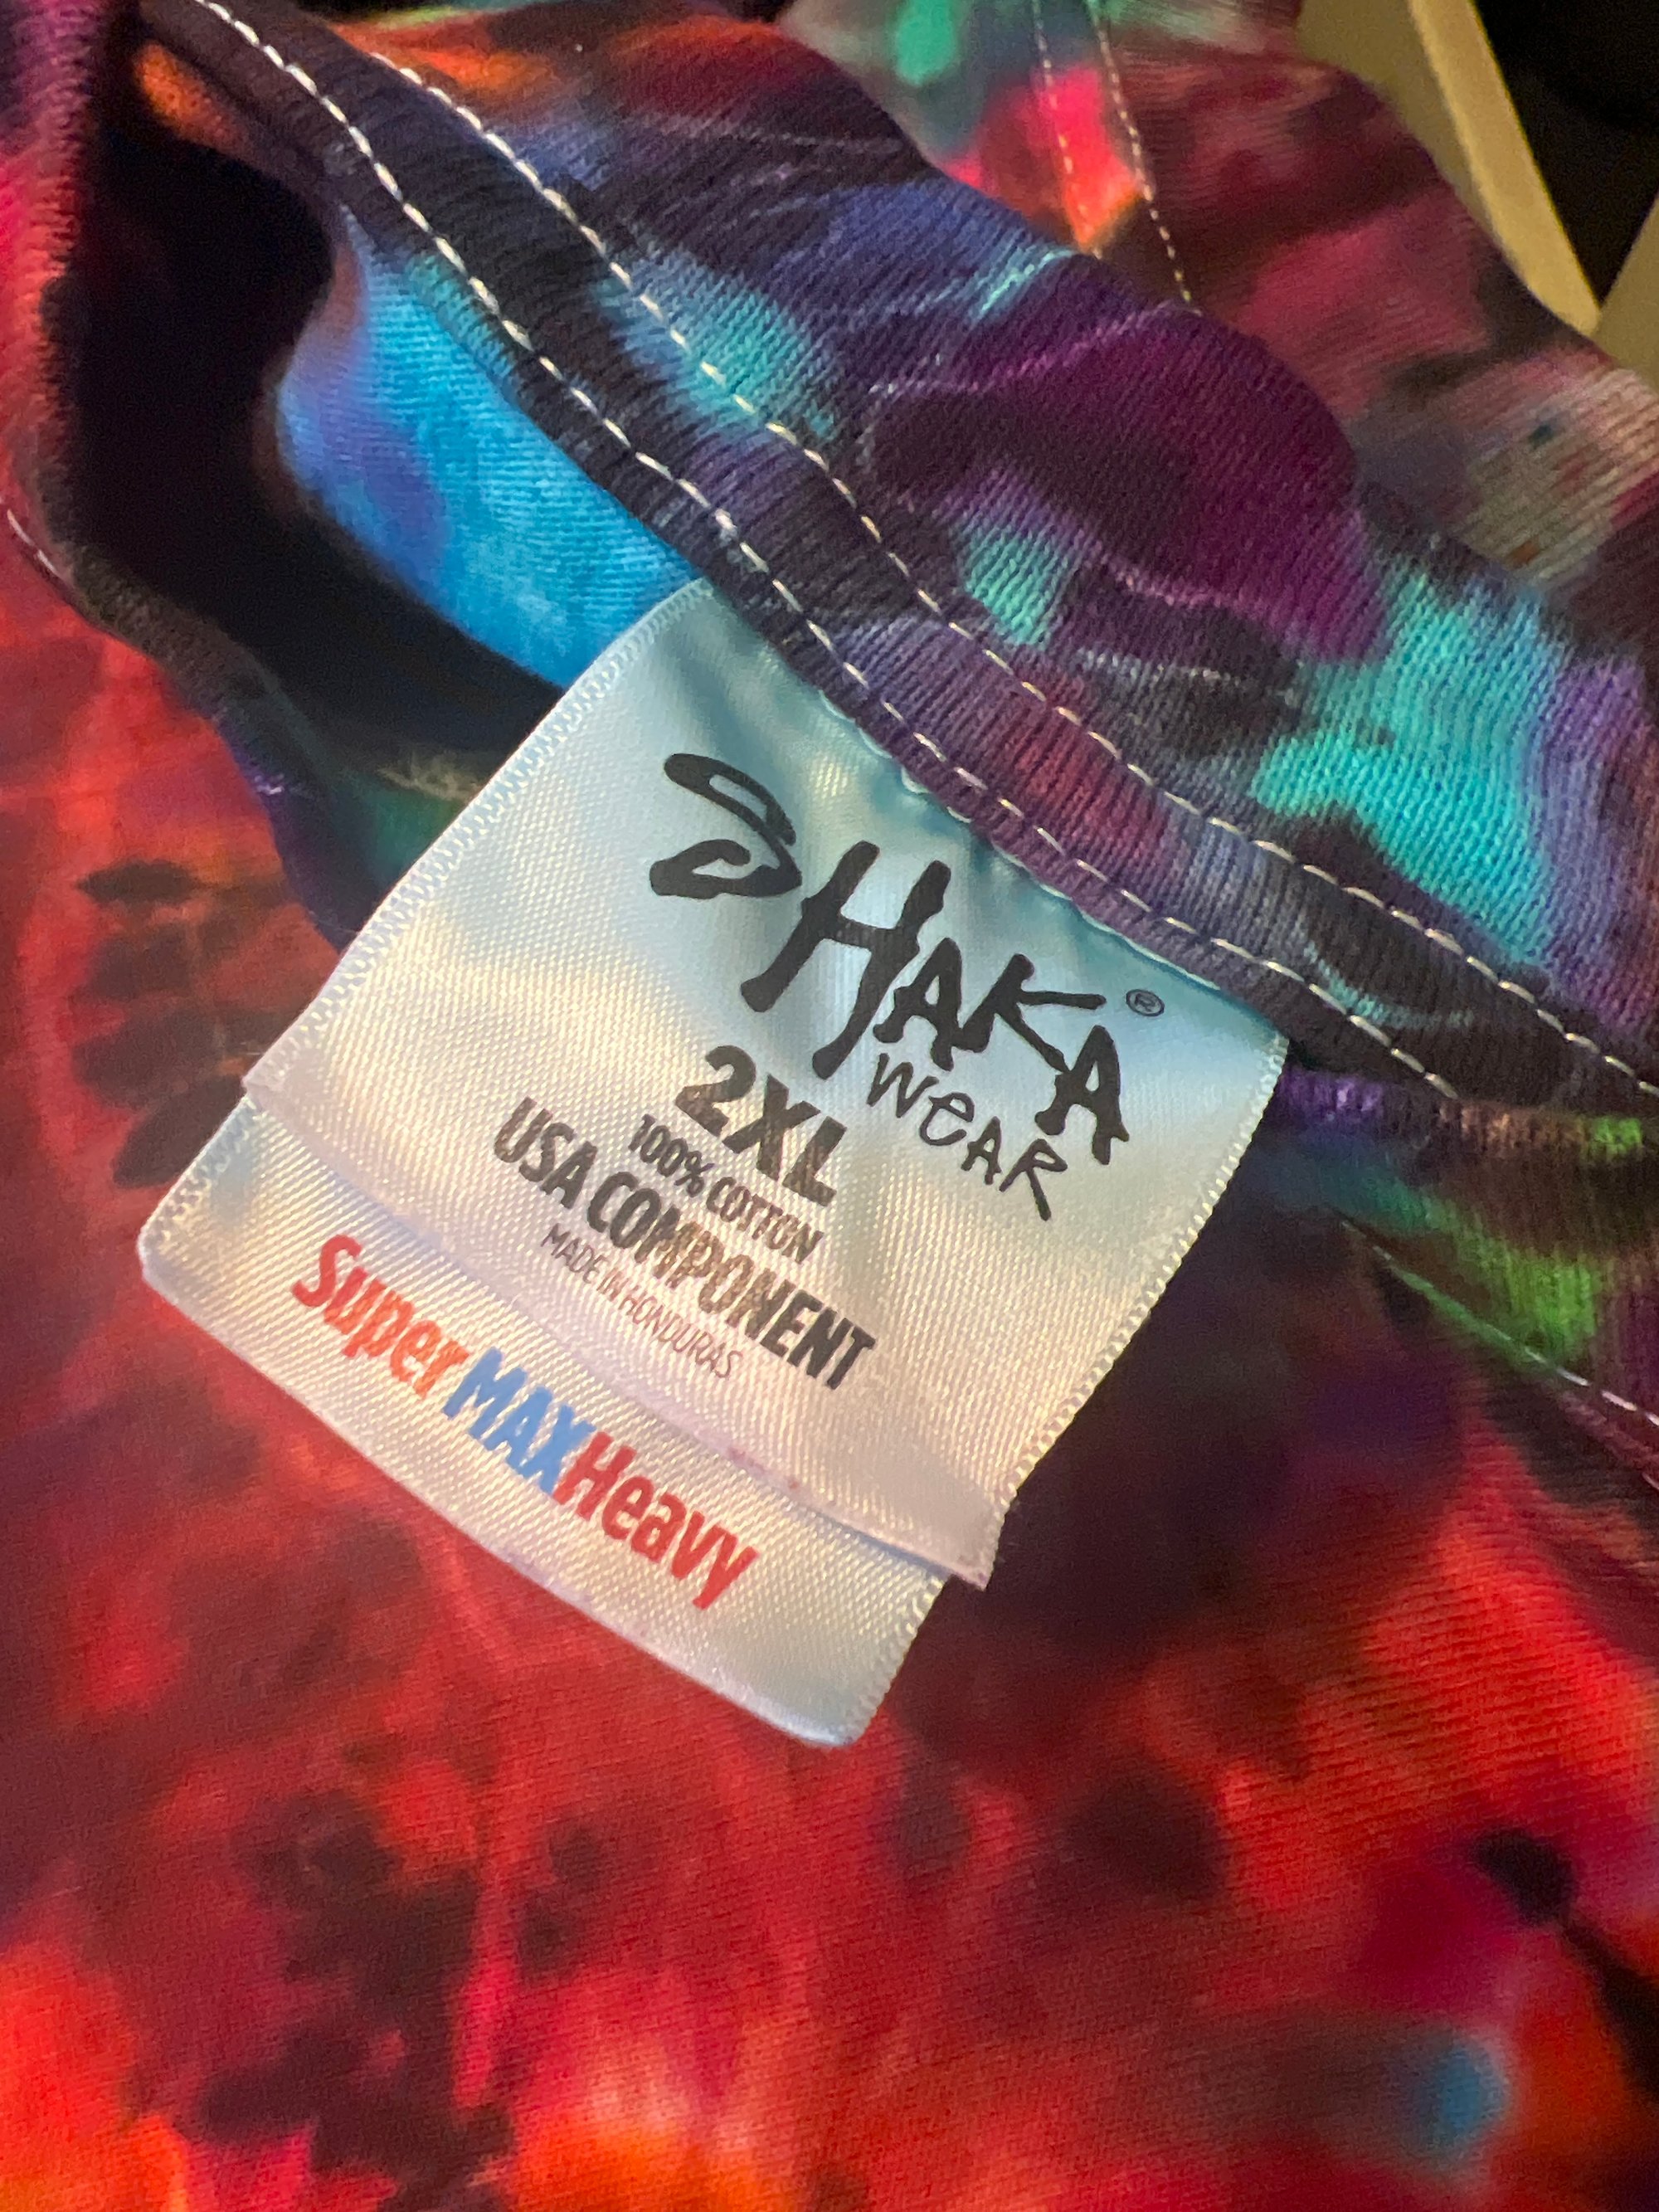 SHAKA®
WEAR
2XL
100% COTTON
USA COMPONENT
MADE IN HONDURAS
Super MAX Heavy